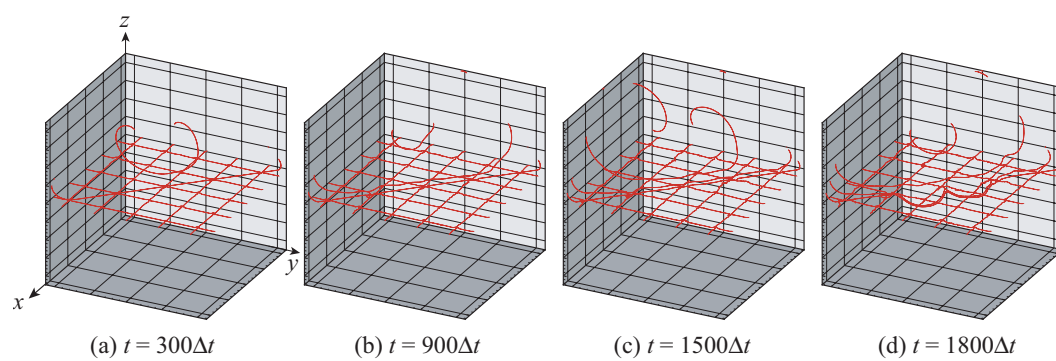 z
y
x
(a) t = 300Δt
(b) t = 900Δt
(c) t = 1500Δt
(d) t = 1800Δt